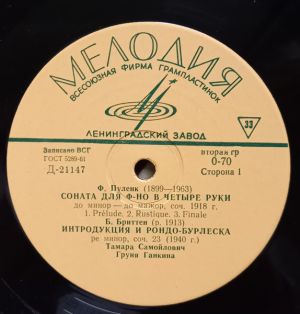 МЕЛОДИЯ
ВСЕСОЮЗНАЯ ФИРМА ГРАМПЛАСТИНОК
33
ЛЕНИНГРАДСКИЙ ЗАВОД
Записано ВСГ
ГОСТ 5289-61
Д-21147
вторая гр
0-70
Сторона 1
Ф. Пуленк (1899—1963)
СОНАТА ДЛЯ Ф-НО В ЧЕТЫРЕ РУКИ
до минор — до мажор, соч. 1918 г.
1. Prélude. 2. Rustique. 3. Finale
Б. Бриттен (р. 1913)
ИНТРОДУКЦИЯ И РОНДО-БУРЛЕСКА
ре минор, соч. 23 (1940 г.)
Тамара Самойлович
Груня Ганкина